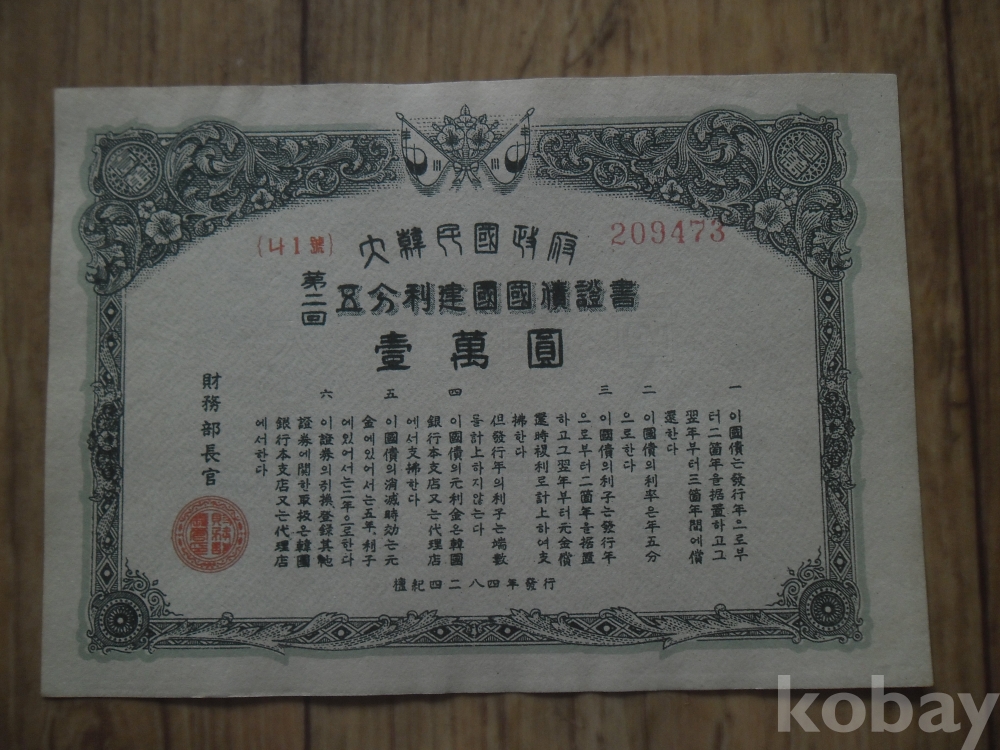 (41號)
大韓民國政府
209473
第二回
五分利建國國債證書
壹萬圓
一 이國債는發行年으로부
터二箇年을据置하고그
翌年부터三箇年間에償
還한다
二 이國債의利率은年五分
으로한다
三 이國債의利子는發行年
으로부터二箇年을据置
하고그翌年부터元金償
還時複利로計上하여支
拂한다
但發行年의利子는端數
를計上하지않는다
四 이國債의元利金은韓國
銀行本支店又는代理店
에서支拂한다
五 이國債의消滅時効는元
金에있어서는五年、利子
에있어서는二年으로한다
六 이證券의引換登錄其他
證券에關한取扱은韓國
銀行本支店又는代理店
에서한다
財務部長官
檀紀四二八四年發行
kobay